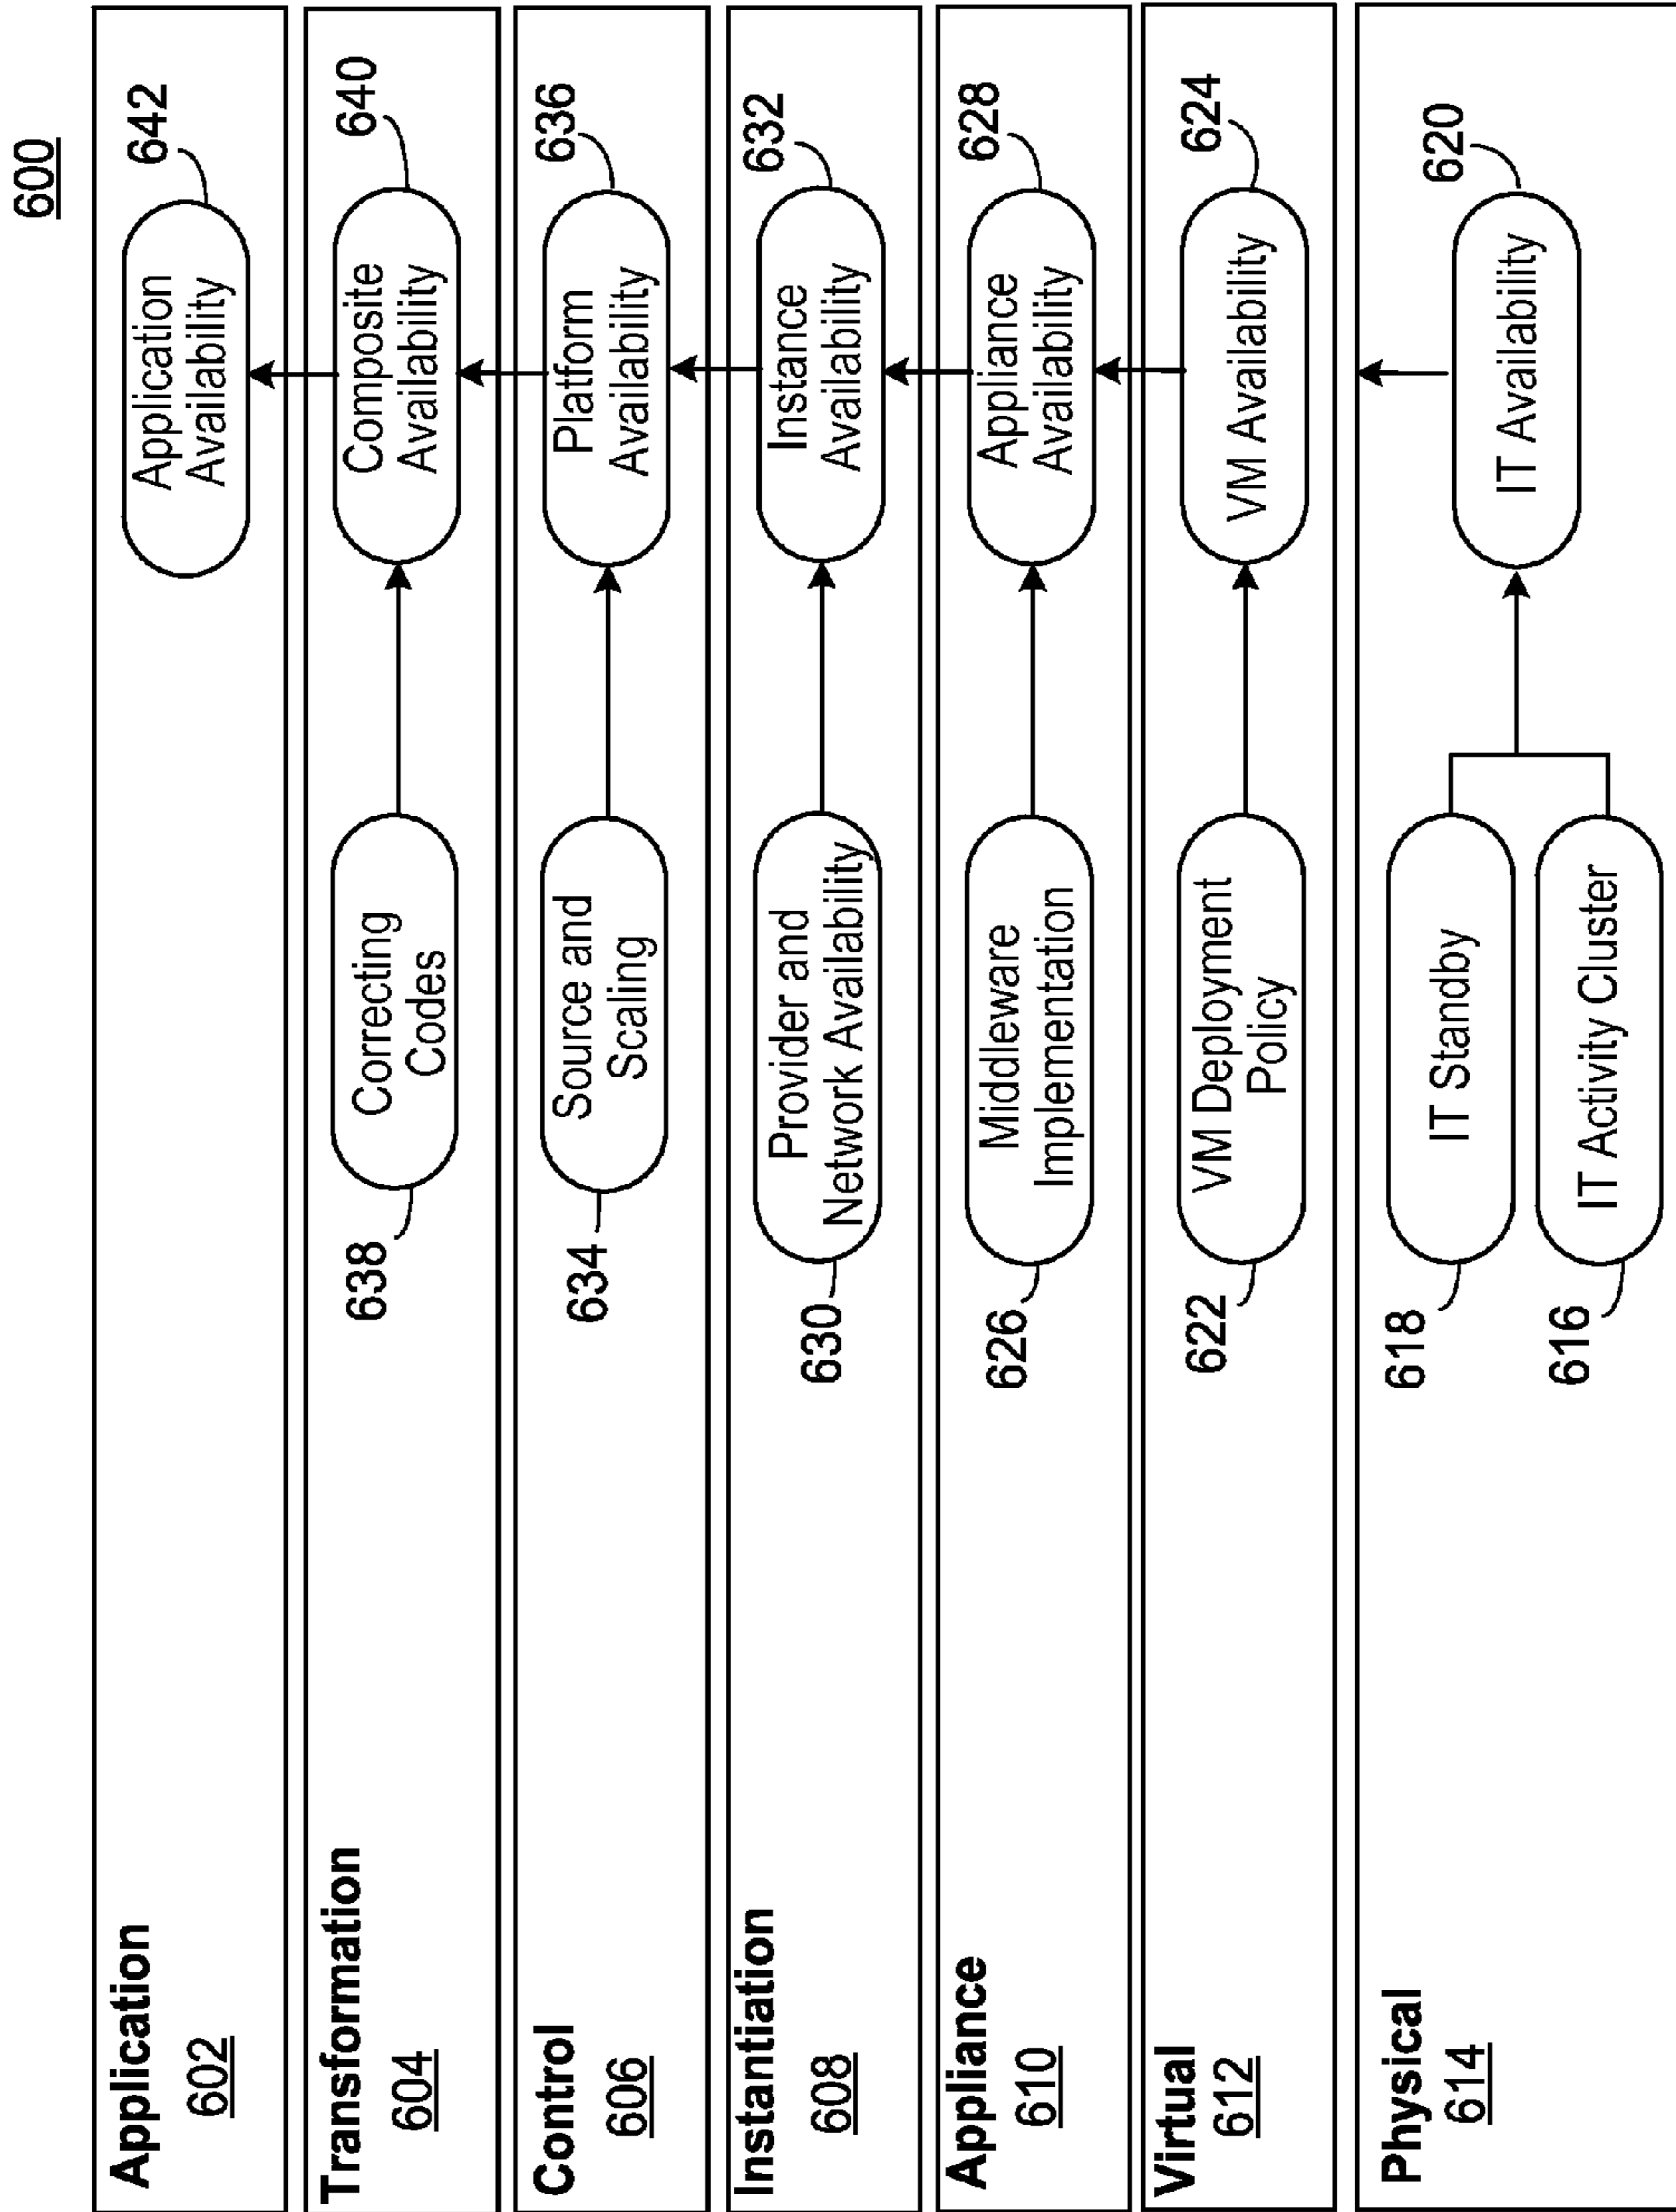 600
Application
602
Application
Availability
642
Transformation
604
638
Correcting
Codes
Composite
Availability
640
Control
606
634
Source and
Scaling
Platform
Availability
636
Instantiation
608
630
Provider and
Network Availability
Instance
Availability
632
Appliance
610
626
Middleware
Implementation
Appliance
Availability
628
Virtual
612
622
VM Deployment
Policy
VM Availability
624
Physical
614
618
IT Standby
616
IT Activity Cluster
IT Availability
620